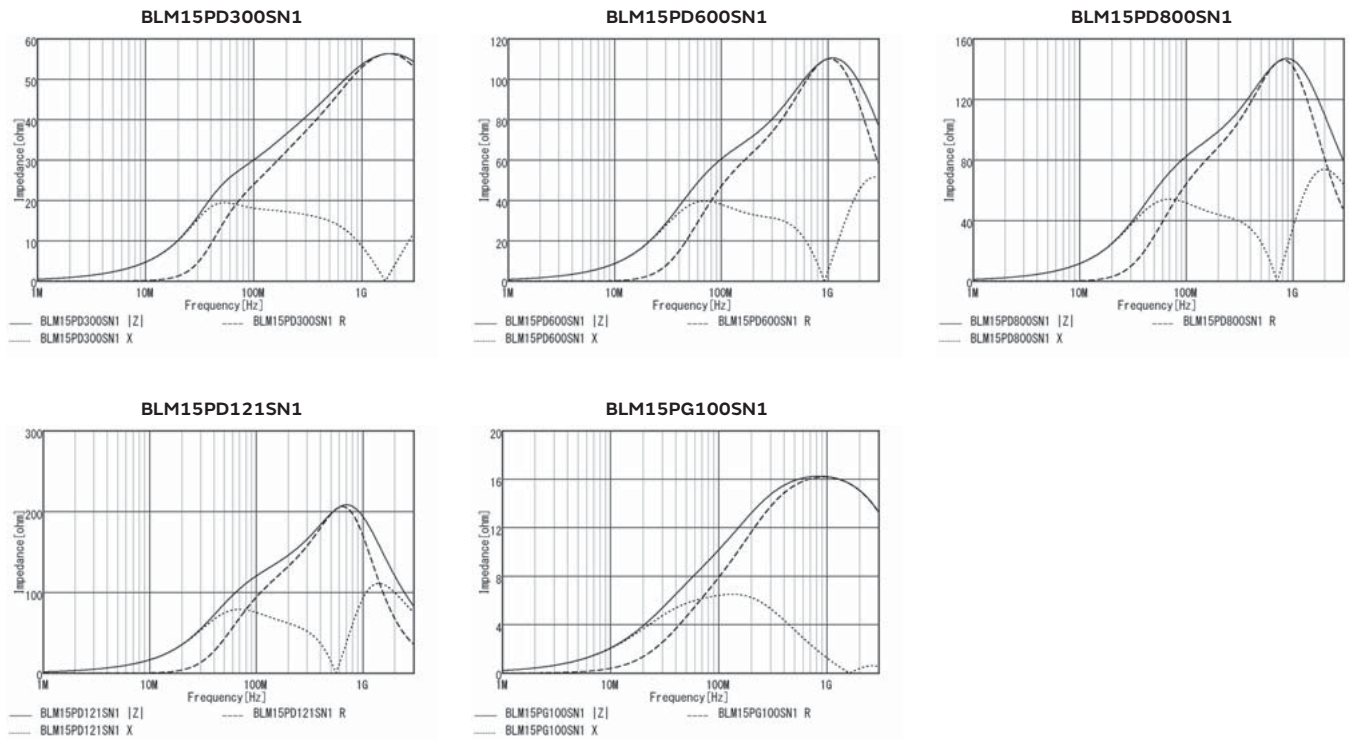 BLM15PD300SN1
60
50
40
30
20
10
0
Impedance[ohm]
1M 10M 100M 1G
Frequency[Hz]
BLM15PD300SN1 |Z| BLM15PD300SN1 R
BLM15PD300SN1 X
BLM15PD600SN1
120
100
80
60
40
20
0
Impedance[ohm]
1M 10M 100M 1G
Frequency[Hz]
BLM15PD600SN1 |Z| BLM15PD600SN1 R
BLM15PD600SN1 X
BLM15PD800SN1
160
120
80
40
0
Impedance[ohm]
1M 10M 100M 1G
Frequency[Hz]
BLM15PD800SN1 |Z| BLM15PD800SN1 R
BLM15PD800SN1 X
BLM15PD121SN1
300
200
100
0
Impedance[ohm]
1M 10M 100M 1G
Frequency[Hz]
BLM15PD121SN1 |Z| BLM15PD121SN1 R
BLM15PD121SN1 X
BLM15PG100SN1
20
16
12
8
4
0
Impedance[ohm]
1M 10M 100M 1G
Frequency[Hz]
BLM15PG100SN1 |Z| BLM15PG100SN1 R
BLM15PG100SN1 X